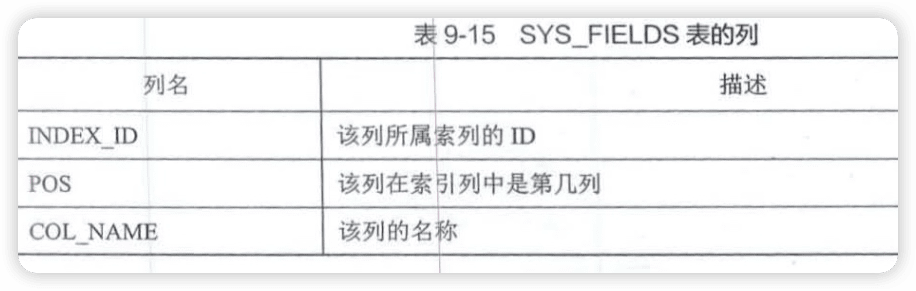 表 9-15 SYS_FIELDS 表的列
列名 描述
INDEX_ID 该列所属索列的 ID
POS 该列在索引列中是第几列
COL_NAME 该列的名称